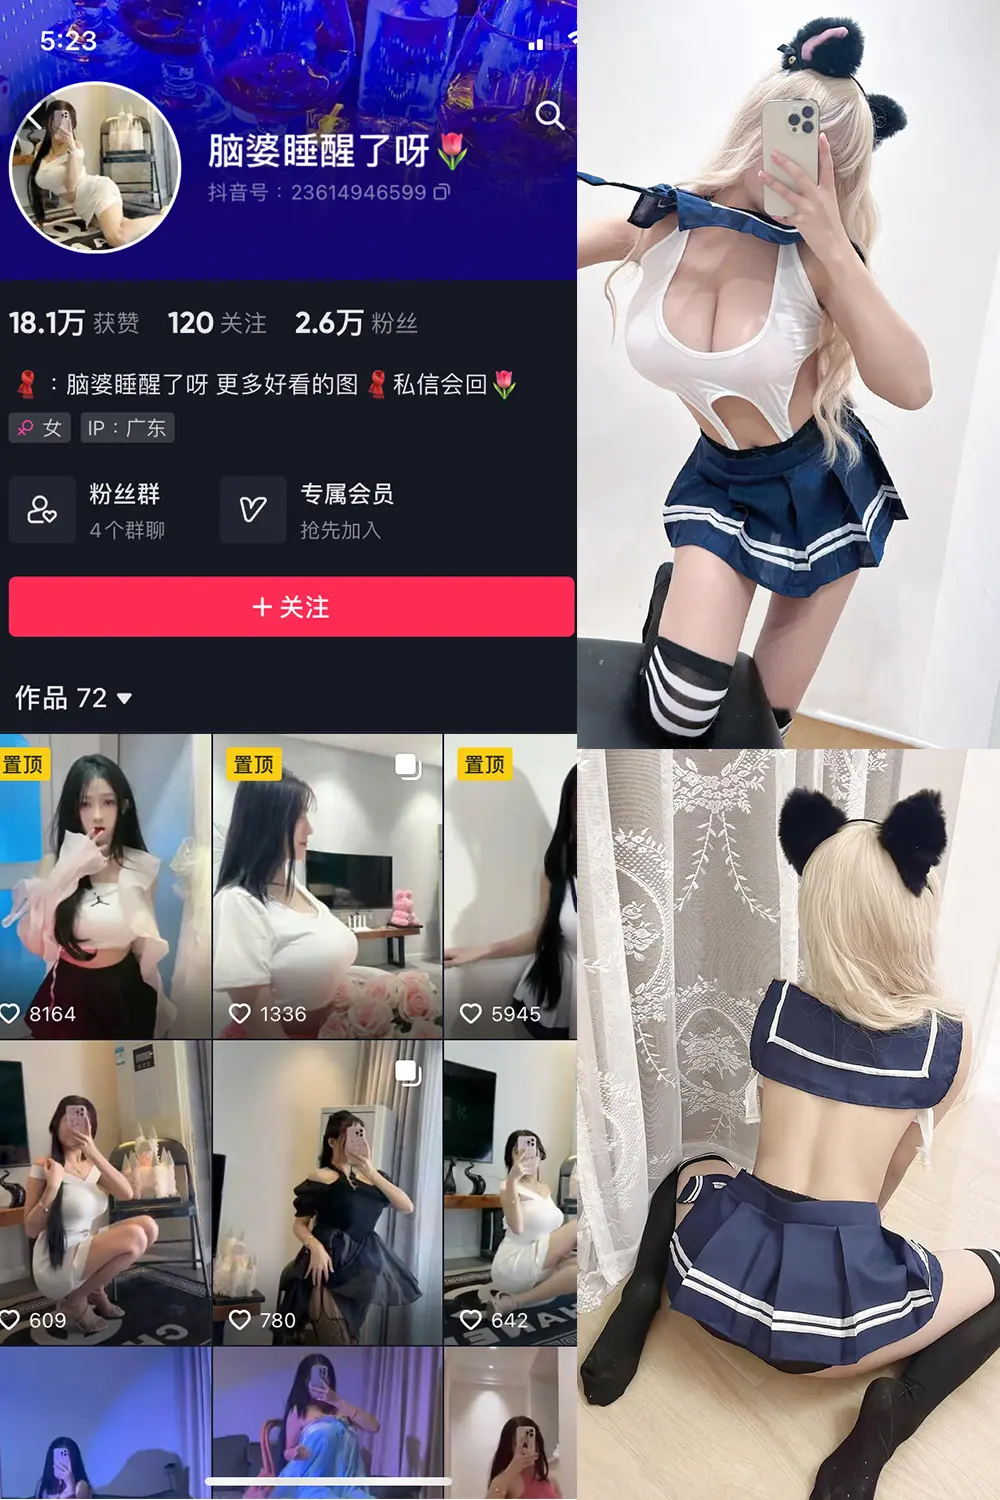 5:23
脑婆睡醒了呀🌷
抖音号：23614946599
18.1万 获赞 120 关注 2.6万 粉丝
🧣：脑婆睡醒了呀 更多好看的图🧣私信会回🌷
女 IP：广东
粉丝群
4个群聊
专属会员
抢先加入
+ 关注
作品 72
置顶
置顶
置顶
8164
1336
5945
609
780
642